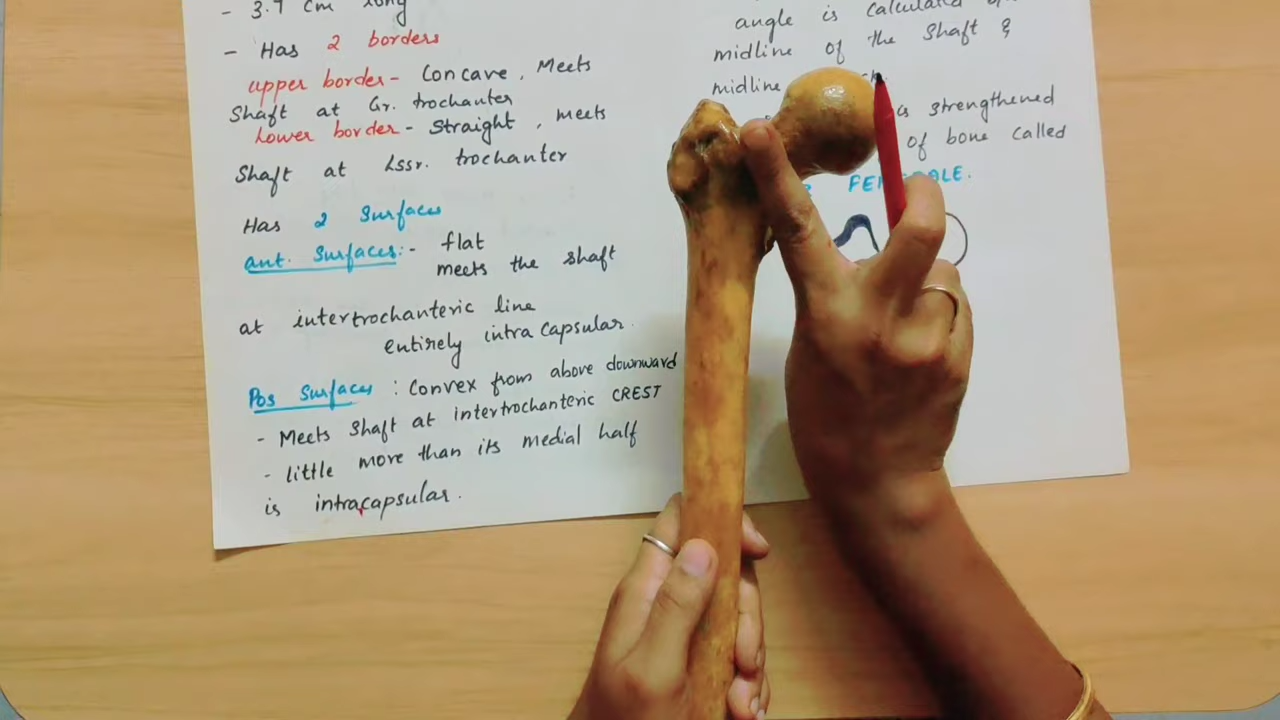 - 3.7 cm long
- Has 2 borders
upper border - Concave, Meets
Shaft at Gr. trochanter
Lower border - Straight, meets
Shaft at Lssr. trochanter
Has 2 Surfaces
ant. Surfaces:- flat
meets the shaft
at intertrochanteric line
entirely intra capsular.
Pos Surfaces : Convex from above downward
- Meets Shaft at intertrochanteric CREST
- little more than its medial half
is intracapsular.
angle is calculated
midline of the Shaft &
midline
is strengthened
of bone called